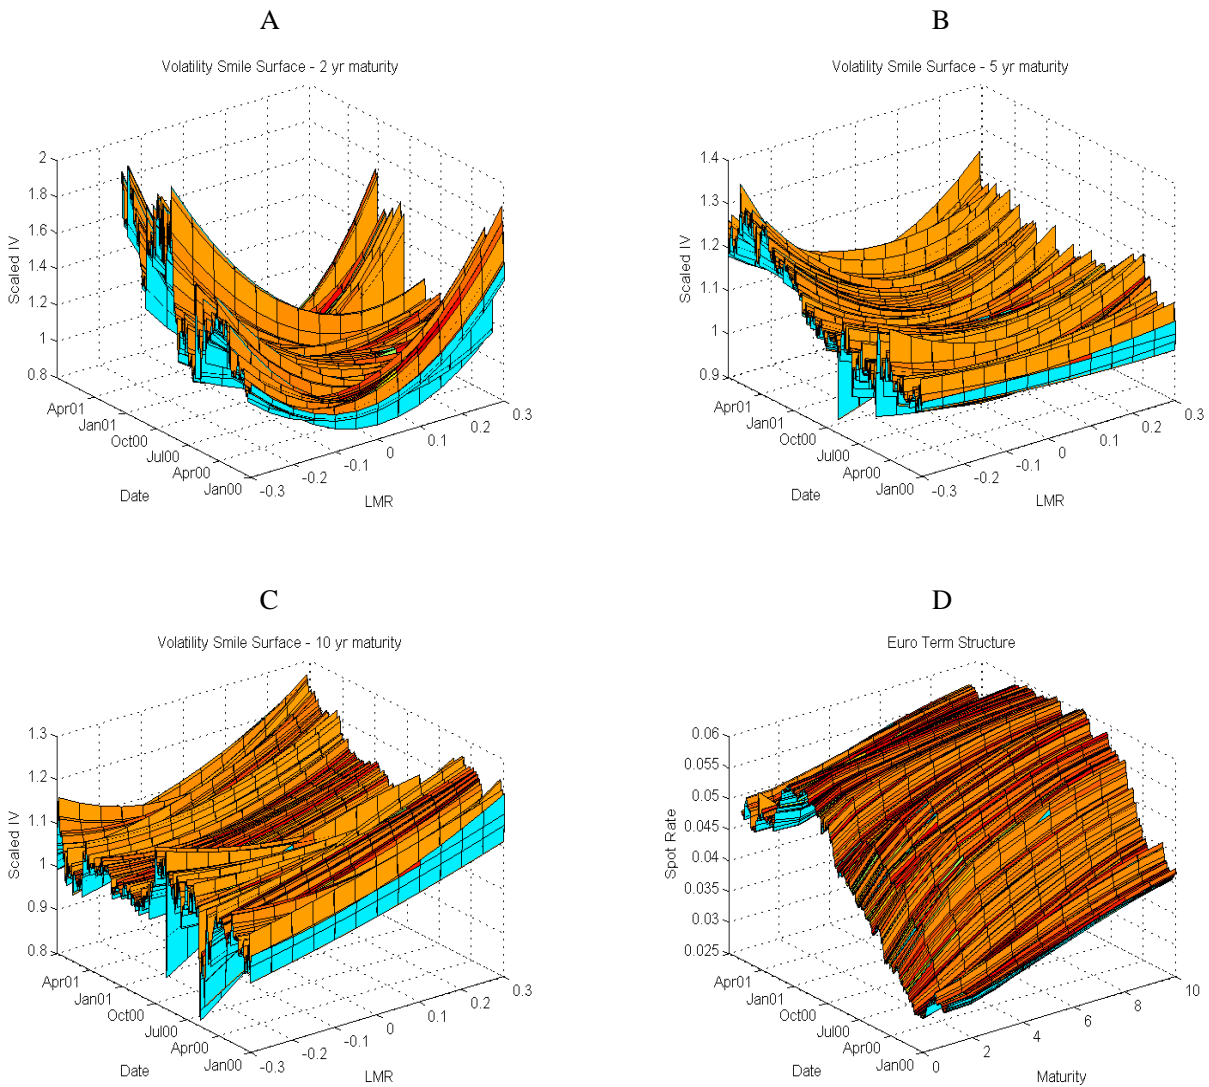 A
Volatility Smile Surface - 2 yr maturity
2
1.8
1.6
1.4
1.2
1
0.8
Scaled IV
Apr01
Jan01
Oct00
Jul00
Apr00
Jan00
Date
-0.3
-0.2
-0.1
0
0.1
0.2
0.3
LMR
B
Volatility Smile Surface - 5 yr maturity
1.4
1.3
1.2
1.1
1
0.9
Scaled IV
Apr01
Jan01
Oct00
Jul00
Apr00
Jan00
Date
-0.3
-0.2
-0.1
0
0.1
0.2
0.3
LMR
C
Volatility Smile Surface - 10 yr maturity
1.3
1.2
1.1
1
0.9
0.8
Scaled IV
Apr01
Jan01
Oct00
Jul00
Apr00
Jan00
Date
-0.3
-0.2
-0.1
0
0.1
0.2
0.3
LMR
D
Euro Term Structure
0.06
0.055
0.05
0.045
0.04
0.035
0.03
0.025
Spot Rate
Apr01
Jan01
Oct00
Jul00
Apr00
Jan00
Date
0
2
4
6
8
10
Maturity